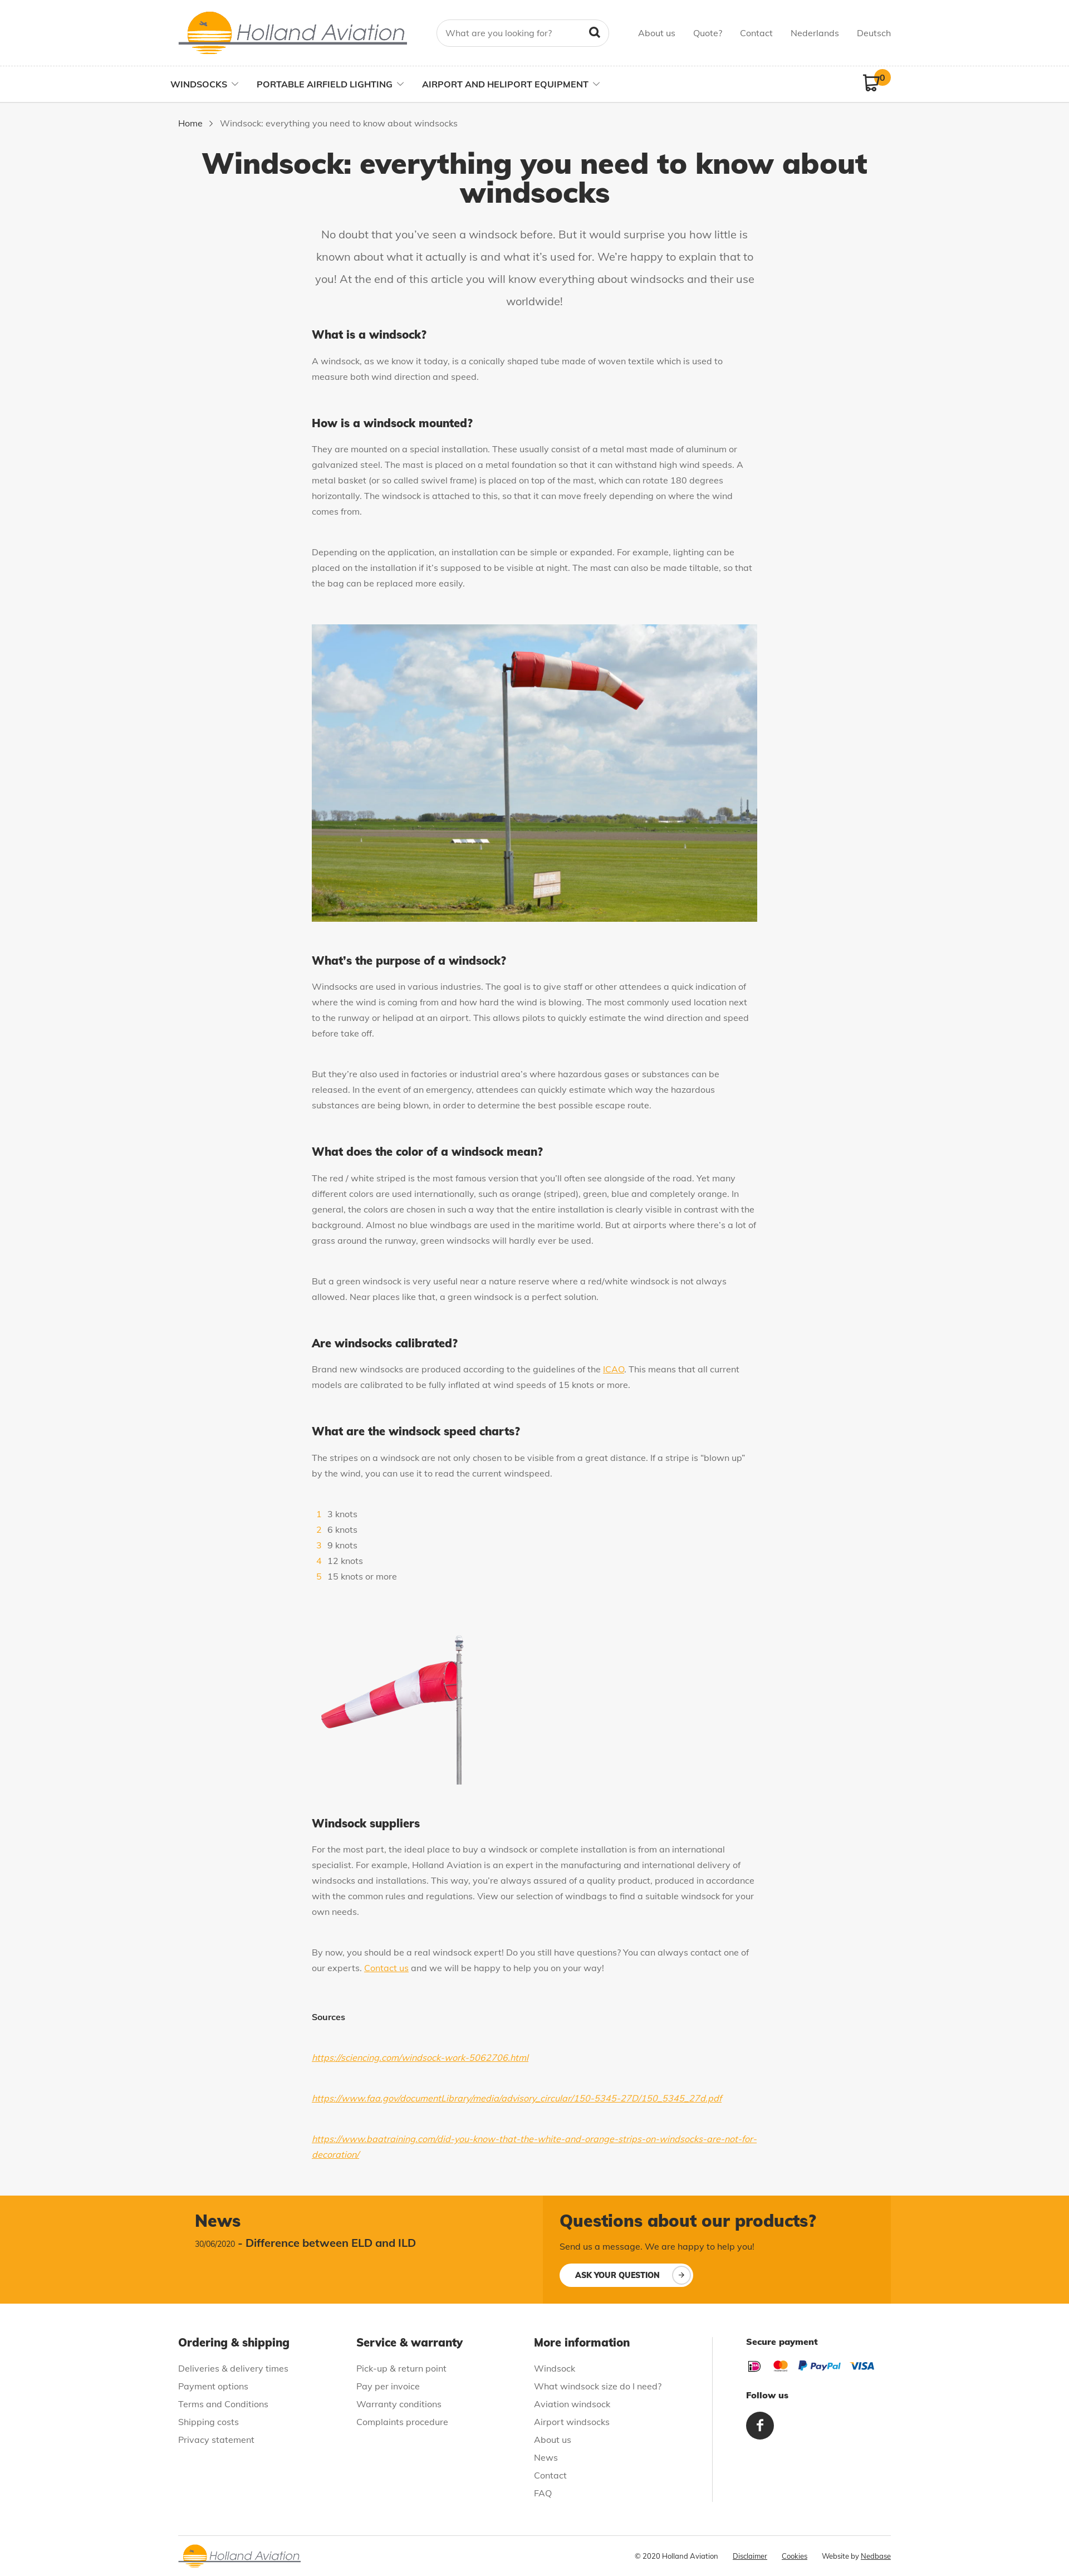 Holland Aviation
What are you looking for?
About us
Quote?
Contact
Nederlands
Deutsch
WINDSOCKS
PORTABLE AIRFIELD LIGHTING
AIRPORT AND HELIPORT EQUIPMENT
0
Home
Windsock: everything you need to know about windsocks
Windsock: everything you need to know about
windsocks
No doubt that you've seen a windsock before. But it would surprise you how little is
known about what it actually is and what it's used for. We're happy to explain that to
you! At the end of this article you will know everything about windsocks and their use
worldwide!
What is a windsock?
A windsock, as we know it today, is a conically shaped tube made of woven textile which is used to
measure both wind direction and speed.
How is a windsock mounted?
They are mounted on a special installation. These usually consist of a metal mast made of aluminum or
galvanized steel. The mast is placed on a metal foundation so that it can withstand high wind speeds. A
metal basket (or so called swivel frame) is placed on top of the mast, which can rotate 180 degrees
horizontally. The windsock is attached to this, so that it can move freely depending on where the wind
comes from.
Depending on the application, an installation can be simple or expanded. For example, lighting can be
placed on the installation if it's supposed to be visible at night. The mast can also be made tiltable, so that
the bag can be replaced more easily.
What's the purpose of a windsock?
Windsocks are used in various industries. The goal is to give staff or other attendees a quick indication of
where the wind is coming from and how hard the wind is blowing. The most commonly used location next
to the runway or helipad at an airport. This allows pilots to quickly estimate the wind direction and speed
before take off.
But they're also used in factories or industrial area's where hazardous gases or substances can be
released. In the event of an emergency, attendees can quickly estimate which way the hazardous
substances are being blown, in order to determine the best possible escape route.
What does the color of a windsock mean?
The red / white striped is the most famous version that you'll often see alongside of the road. Yet many
different colors are used internationally, such as orange (striped), green, blue and completely orange. In
general, the colors are chosen in such a way that the entire installation is clearly visible in contrast with the
background. Almost no blue windbags are used in the maritime world. But at airports where there's a lot of
grass around the runway, green windsocks will hardly ever be used.
But a green windsock is very useful near a nature reserve where a red/white windsock is not always
allowed. Near places like that, a green windsock is a perfect solution.
Are windsocks calibrated?
Brand new windsocks are produced according to the guidelines of the ICAO. This means that all current
models are calibrated to be fully inflated at wind speeds of 15 knots or more.
What are the windsock speed charts?
The stripes on a windsock are not only chosen to be visible from a great distance. If a stripe is "blown up"
by the wind, you can use it to read the current windspeed.
1 3 knots
2 6 knots
3 9 knots
4 12 knots
5 15 knots or more
Windsock suppliers
For the most part, the ideal place to buy a windsock or complete installation is from an international
specialist. For example, Holland Aviation is an expert in the manufacturing and international delivery of
windsocks and installations. This way, you're always assured of a quality product, produced in accordance
with the common rules and regulations. View our selection of windbags to find a suitable windsock for your
own needs.
By now, you should be a real windsock expert! Do you still have questions? You can always contact one of
our experts. Contact us and we will be happy to help you on your way!
Sources
https://sciencing.com/windsock-work-5062706.html
https://www.faa.gov/documentLibrary/media/advisory_circular/150-5345-27D/150_5345_27d.pdf
https://www.baatraining.com/did-you-know-that-the-white-and-orange-strips-on-windsocks-are-not-for-
decoration/
News
30/06/2020 - Difference between ELD and ILD
Questions about our products?
Send us a message. We are happy to help you!
ASK YOUR QUESTION
Ordering & shipping
Deliveries & delivery times
Payment options
Terms and Conditions
Shipping costs
Privacy statement
Service & warranty
Pick-up & return point
Pay per invoice
Warranty conditions
Complaints procedure
More information
Windsock
What windsock size do I need?
Aviation windsock
Airport windsocks
About us
News
Contact
FAQ
Secure payment
PayPal VISA
Follow us
Holland Aviation
© 2020 Holland Aviation
Disclaimer
Cookies
Website by Nedbase